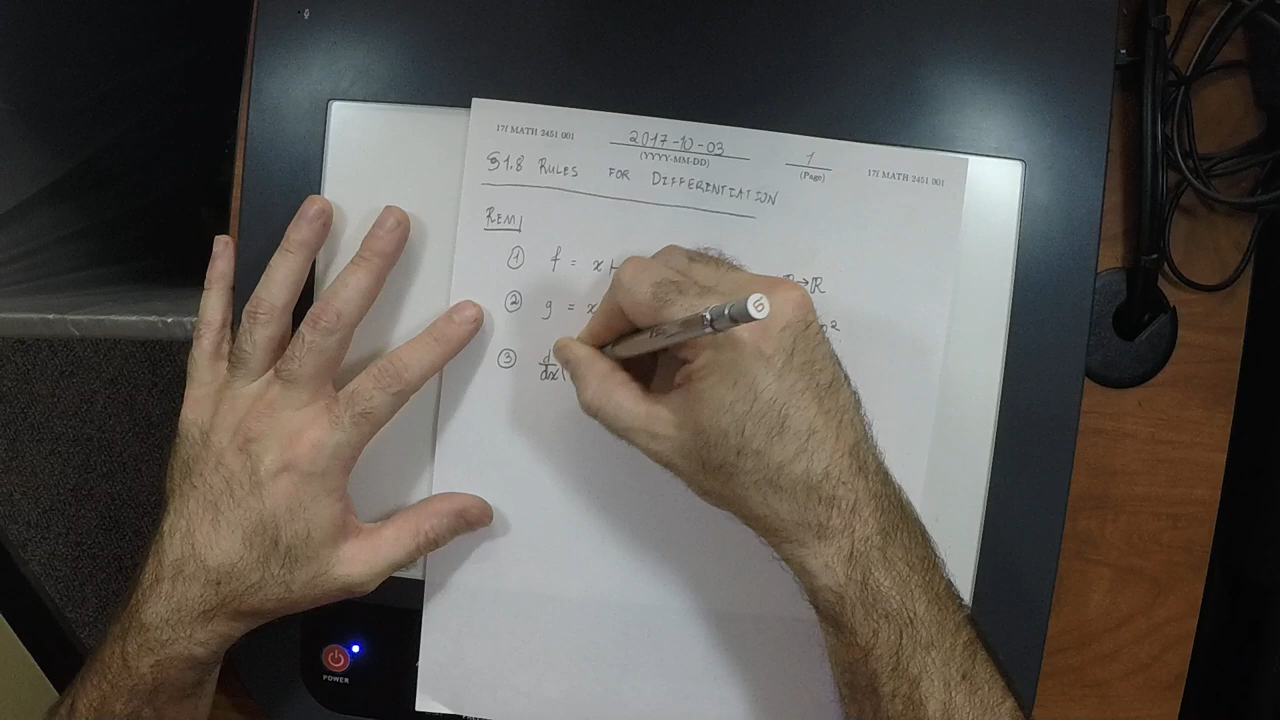 17f MATH 2451 001 2017-10-03 1 17f MATH 2451 001
(YYYY-MM-DD) (Page)
§1.8 RULES FOR DIFFERENTIATION
REM
① f = x ℝ→ℝ
② g = x
③ d/dx(
POWER